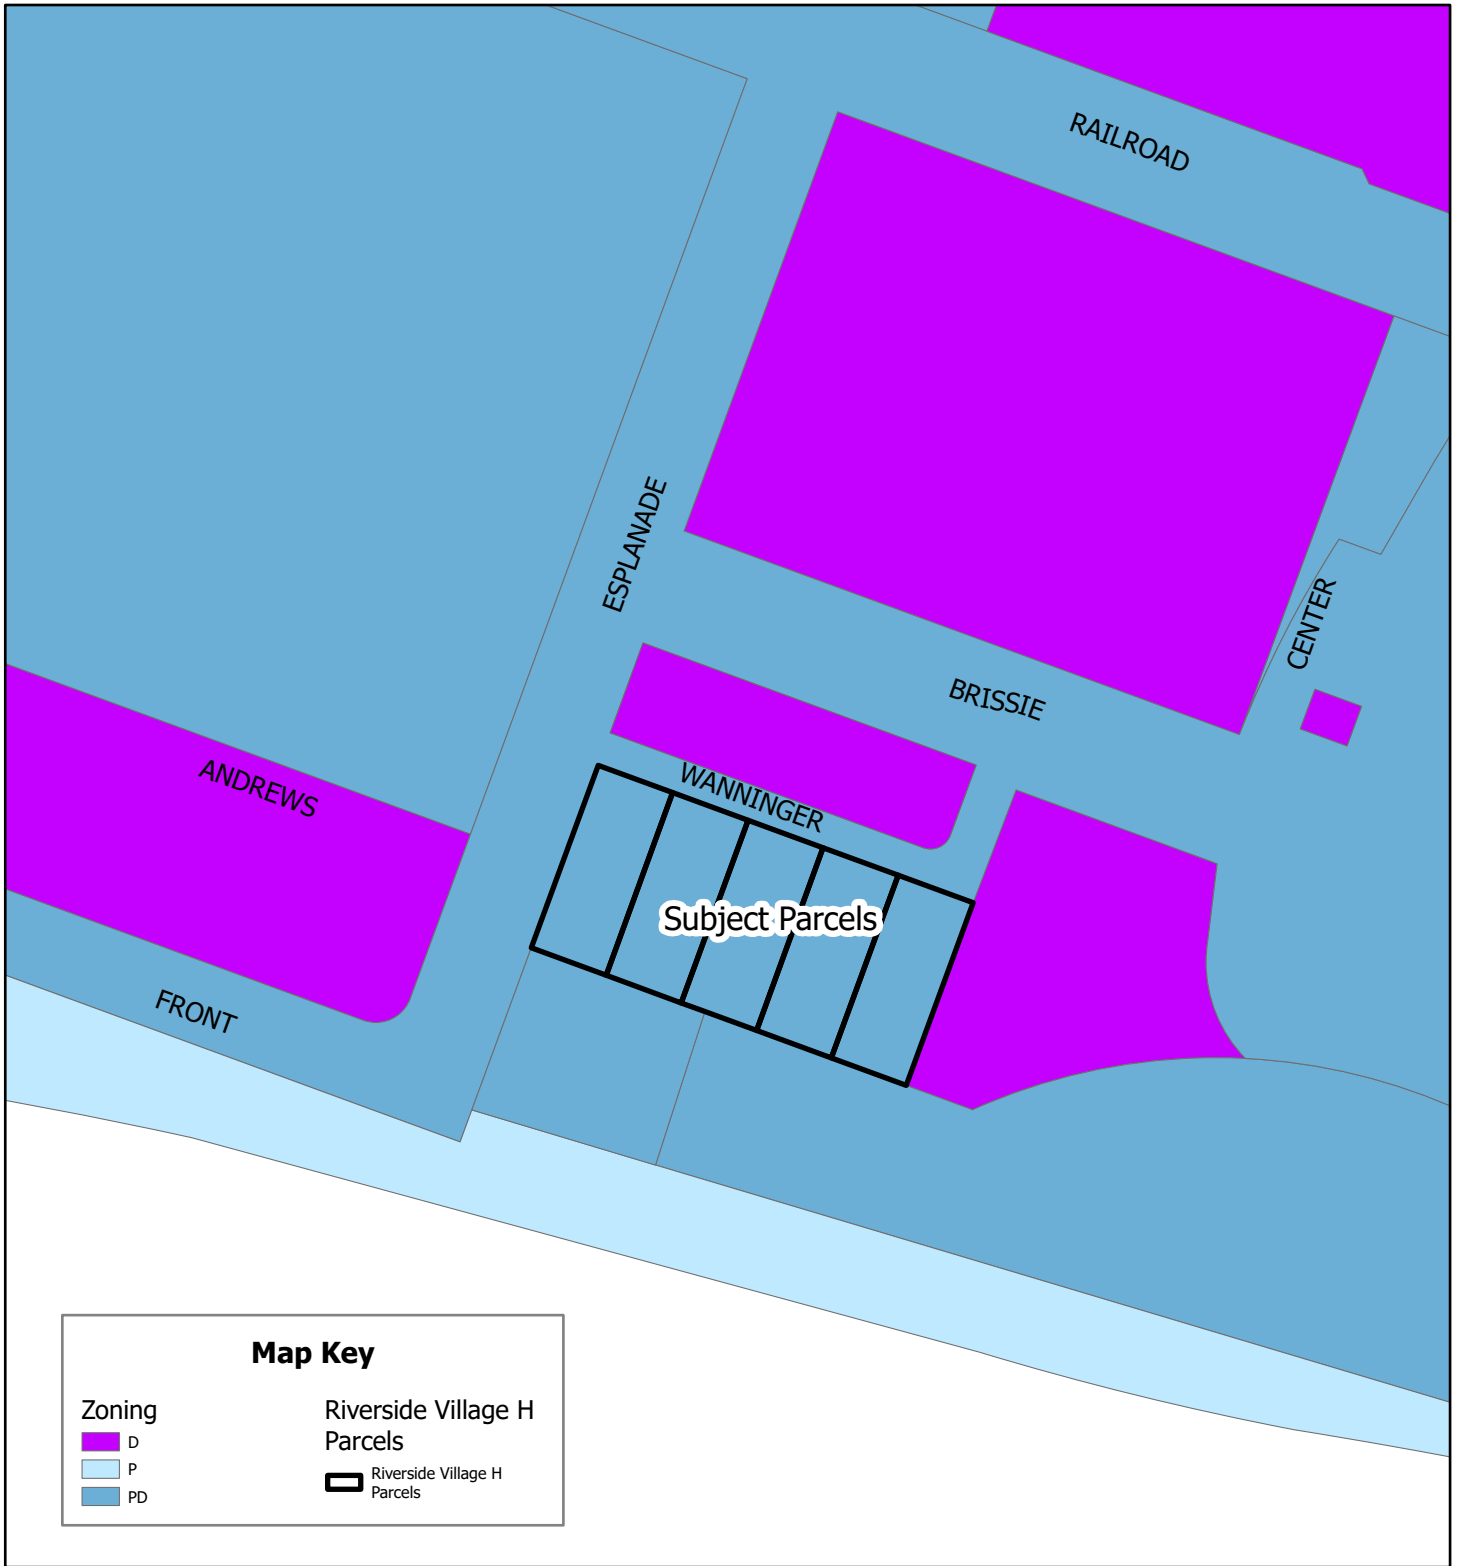 RAILROAD
ESPLANADE
CENTER
BRISSIE
ANDREWS
WANNINGER
Subject Parcels
FRONT
Map Key
Zoning
D
P
PD
Riverside Village H
Parcels
Riverside Village H
Parcels